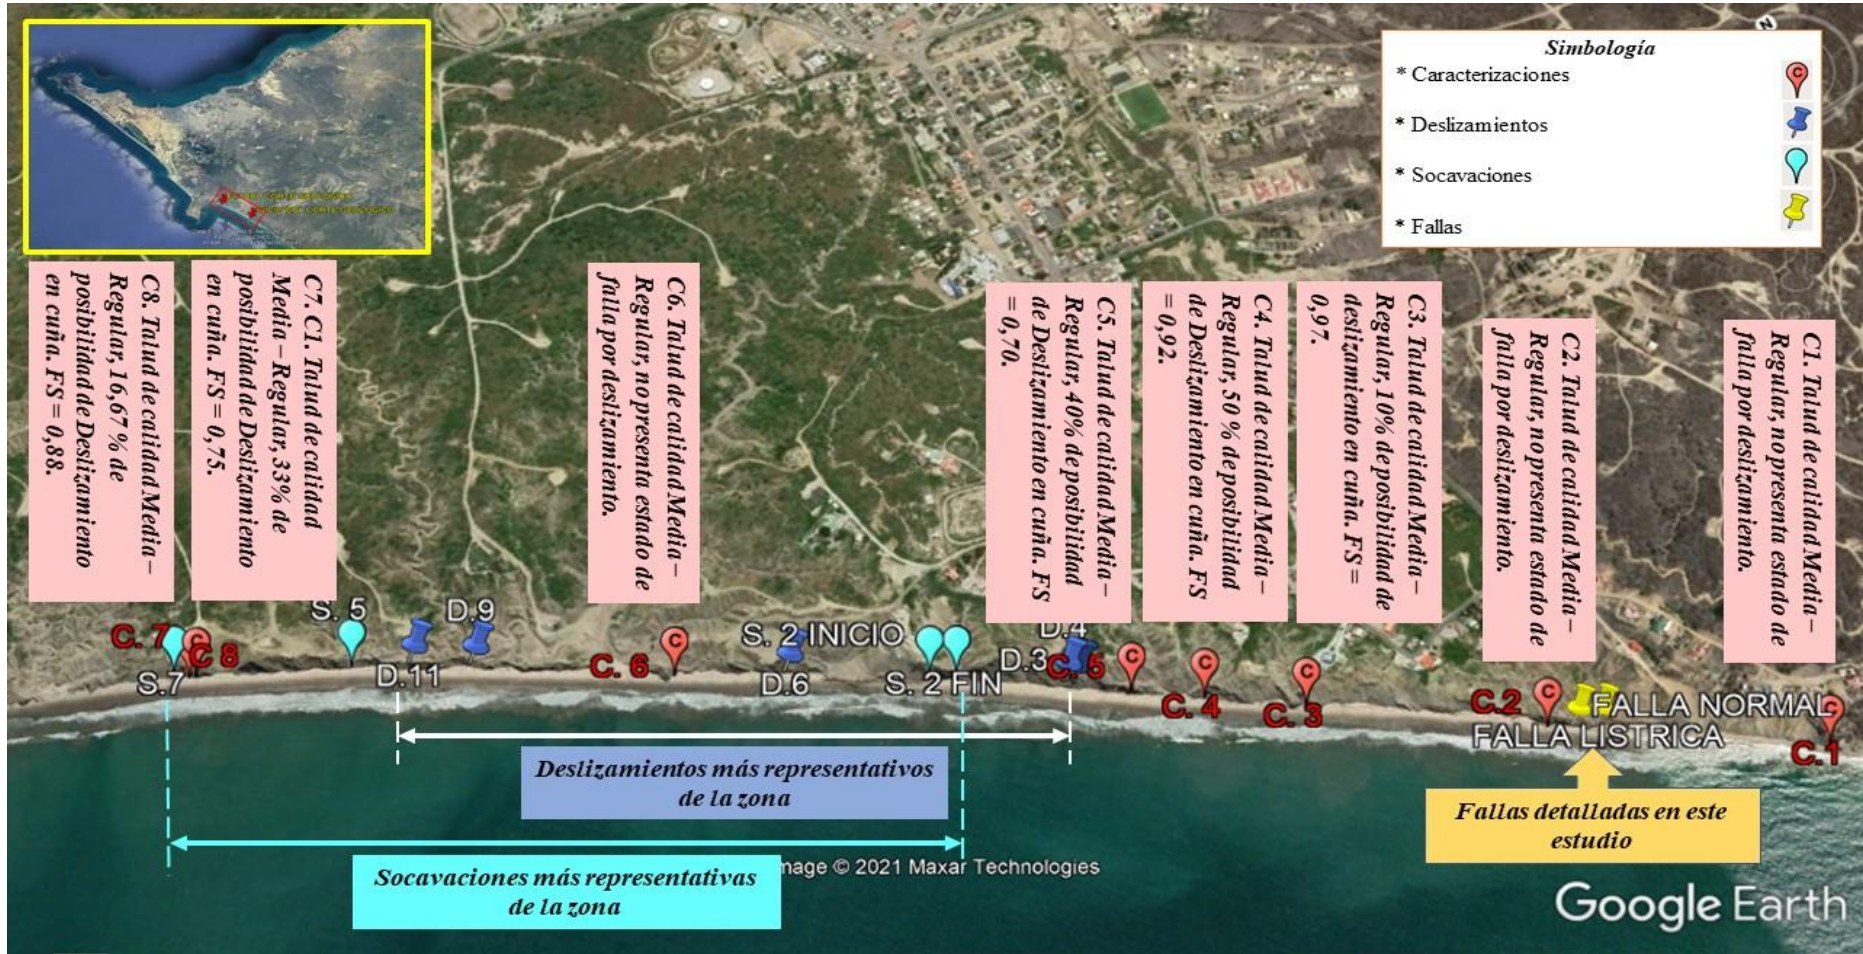 N
Simbología
* Caracterizaciones
* Deslizamientos
* Socavaciones
* Fallas
C8. Talud de calidad Media –
Regular, 16,67 % de
posibilidad de Deslizamiento
en cuña. FS = 0,88.
C7. C1. Talud de calidad
Media – Regular, 33% de
posibilidad de Deslizamiento
en cuña. FS = 0,75.
C6. Talud de calidad Media –
Regular, no presenta estado de
falla por deslizamiento.
C5. Talud de calidad Media –
Regular, 40% de posibilidad
de Deslizamiento en cuña. FS
= 0,70.
C4. Talud de calidad Media –
Regular, 50 % de posibilidad
de Deslizamiento en cuña. FS
= 0,92.
C3. Talud de calidad Media –
Regular, 10% de posibilidad de
deslizamiento en cuña. FS =
0,97.
C2. Talud de calidad Media –
Regular, no presenta estado de
falla por deslizamiento.
C1. Talud de calidad Media –
Regular, no presenta estado de
falla por deslizamiento.
C. 7
C 8
S.7
S. 5
D.11
D.9
C. 6
S. 2 INICIO
D.6
S. 2 FIN
D.3
D.4
C. 5
C. 4
C. 3
C.2
FALLA NORMAL
FALLA LISTRICA
C.1
Deslizamientos más representativos
de la zona
Fallas detalladas en este
estudio
Socavaciones más representativas
de la zona
mage © 2021 Maxar Technologies
Google Earth